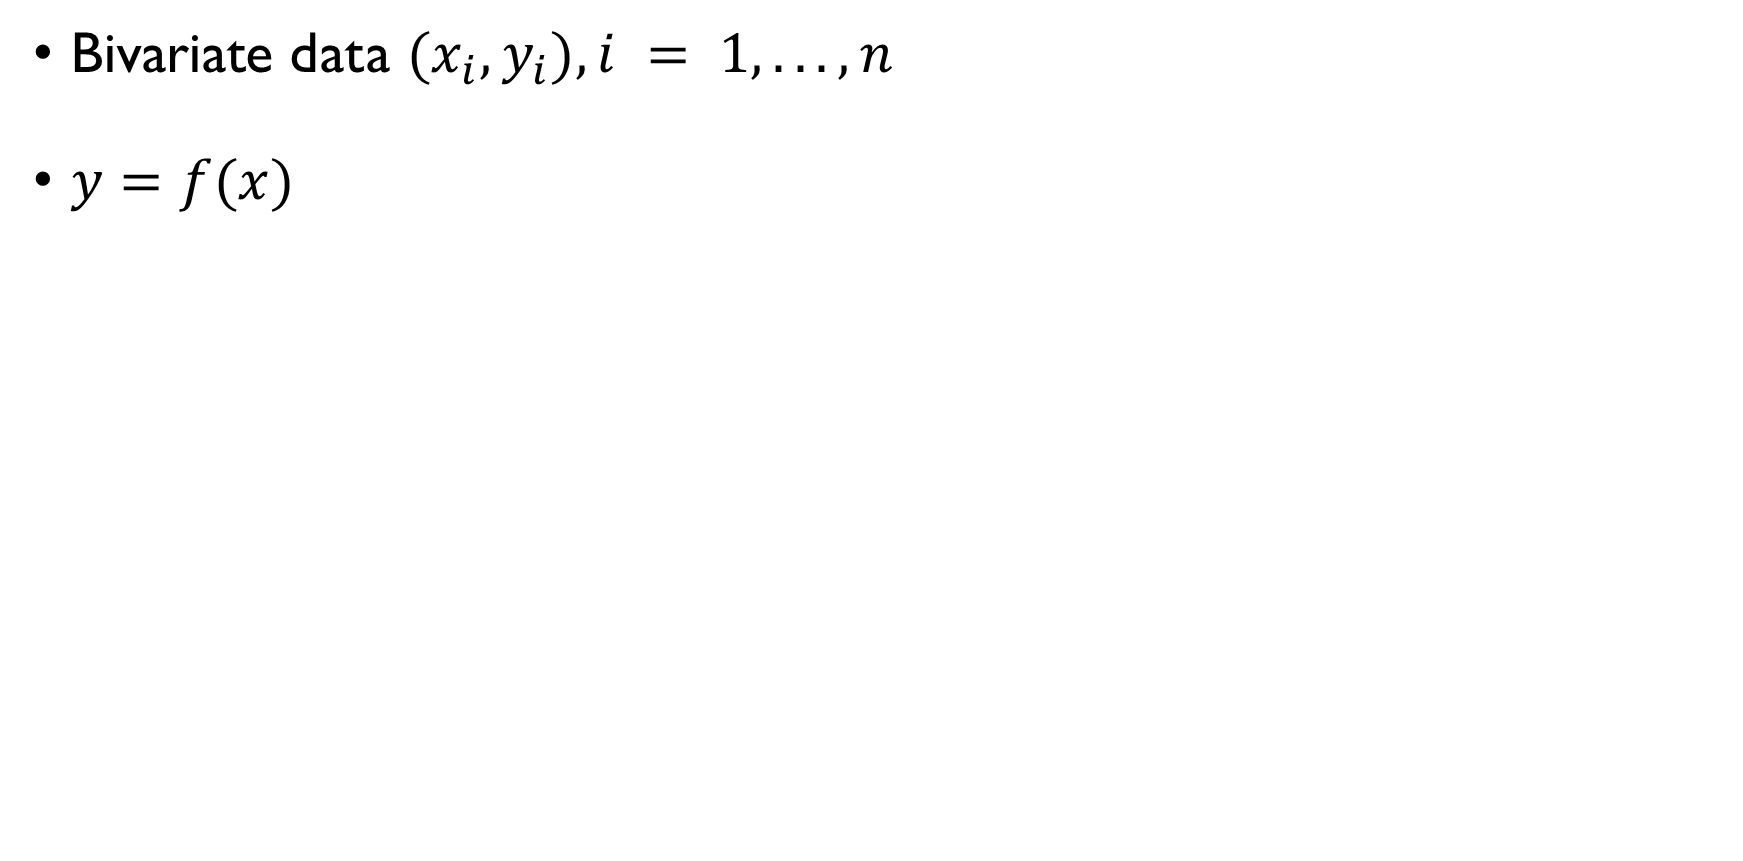 • Bivariate data (xᵢ, yᵢ), i = 1, . . . , n
• y = f(x)